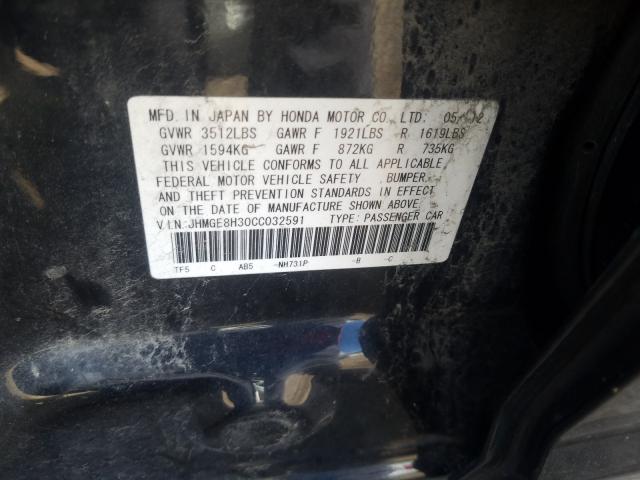 MFD. IN JAPAN BY HONDA MOTOR CO., LTD. 05/12
GVWR 3512LBS GAWR F 1921LBS R 1619LBS
GVWR 1594KG GAWR F 872KG R 735KG
THIS VEHICLE CONFORMS TO ALL APPLICABLE
FEDERAL MOTOR VEHICLE SAFETY, BUMPER,
AND THEFT PREVENTION STANDARDS IN EFFECT
ON THE DATE OF MANUFACTURE SHOWN ABOVE.
V.I.N: JHMGE8H30CC032591 TYPE: PASSENGER CAR
TF5 C AB5 -NH731P -B -C